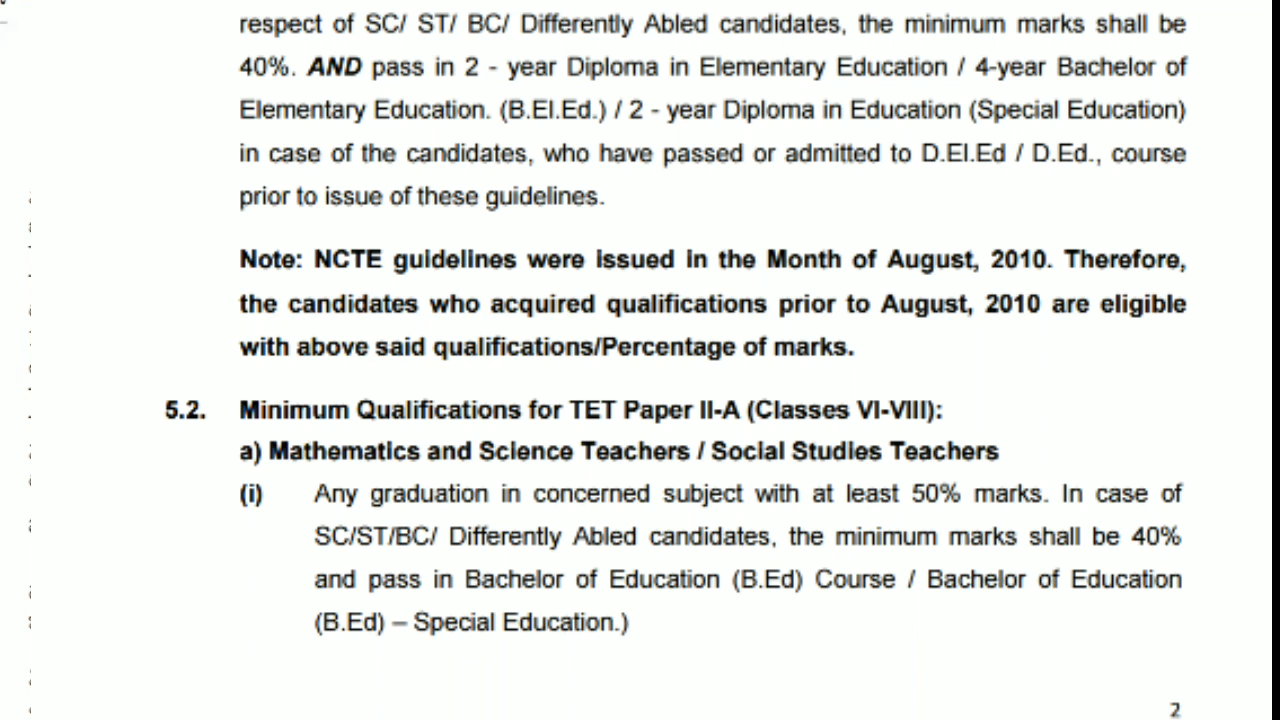 respect of SC/ ST/ BC/ Differently Abled candidates, the minimum marks shall be
40%. AND pass in 2 - year Diploma in Elementary Education / 4-year Bachelor of
Elementary Education. (B.El.Ed.) / 2 - year Diploma in Education (Special Education)
in case of the candidates, who have passed or admitted to D.El.Ed / D.Ed., course
prior to issue of these guidelines.
Note: NCTE guidelines were issued in the Month of August, 2010. Therefore,
the candidates who acquired qualifications prior to August, 2010 are eligible
with above said qualifications/Percentage of marks.
5.2. Minimum Qualifications for TET Paper II-A (Classes VI-VIII):
a) Mathematics and Science Teachers / Social Studies Teachers
(i) Any graduation in concerned subject with at least 50% marks. In case of
SC/ST/BC/ Differently Abled candidates, the minimum marks shall be 40%
and pass in Bachelor of Education (B.Ed) Course / Bachelor of Education
(B.Ed) – Special Education.)
2